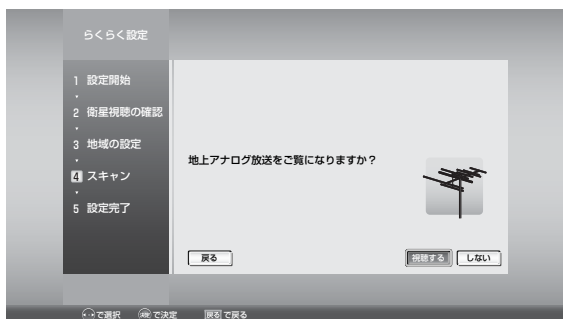 らくらく設定
1 設定開始
2 衛星視聴の確認
3 地域の設定
4 スキャン
5 設定完了
地上アナログ放送をご覧になりますか？
戻る
視聴する しない
で選択 決定 で決定 戻る で戻る